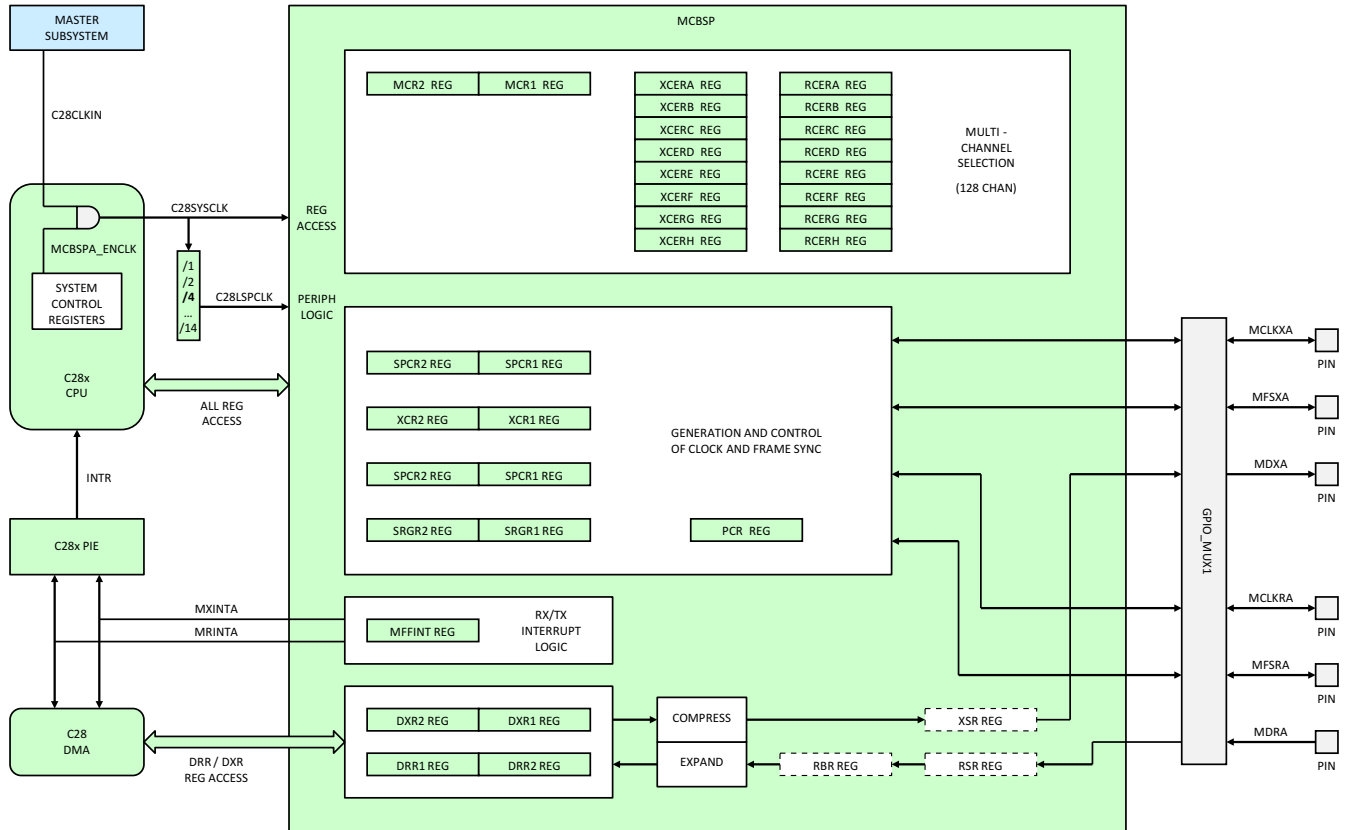 MASTER
SUBSYSTEM
C28CLKIN
MCBSPA_ENCLK
SYSTEM
CONTROL
REGISTERS
C28x
CPU
C28SYSCLK
/1
/2
/4
...
/14
C28LSPCLK
ALL REG
ACCESS
INTR
C28x PIE
MXINTA
MRINTA
C28
DMA
DRR / DXR
REG ACCESS
MCBSP
REG
ACCESS
PERIPH
LOGIC
MCR2 REG MCR1 REG
XCERA REG RCERA REG
XCERB REG RCERB REG
XCERC REG RCERC REG
XCERD REG RCERD REG
XCERE REG RCERE REG
XCERF REG RCERF REG
XCERG REG RCERG REG
XCERH REG RCERH REG
MULTI -
CHANNEL
SELECTION
(128 CHAN)
SPCR2 REG SPCR1 REG
XCR2 REG XCR1 REG
SPCR2 REG SPCR1 REG
SRGR2 REG SRGR1 REG
GENERATION AND CONTROL
OF CLOCK AND FRAME SYNC
PCR REG
MFFINT REG
RX/TX
INTERRUPT
LOGIC
DXR2 REG DXR1 REG
DRR1 REG DRR2 REG
COMPRESS
EXPAND
XSR REG
RBR REG
RSR REG
GPIO_MUX1
MCLKXA
PIN
MFSXA
PIN
MDXA
PIN
MCLKRA
PIN
MFSRA
PIN
MDRA
PIN